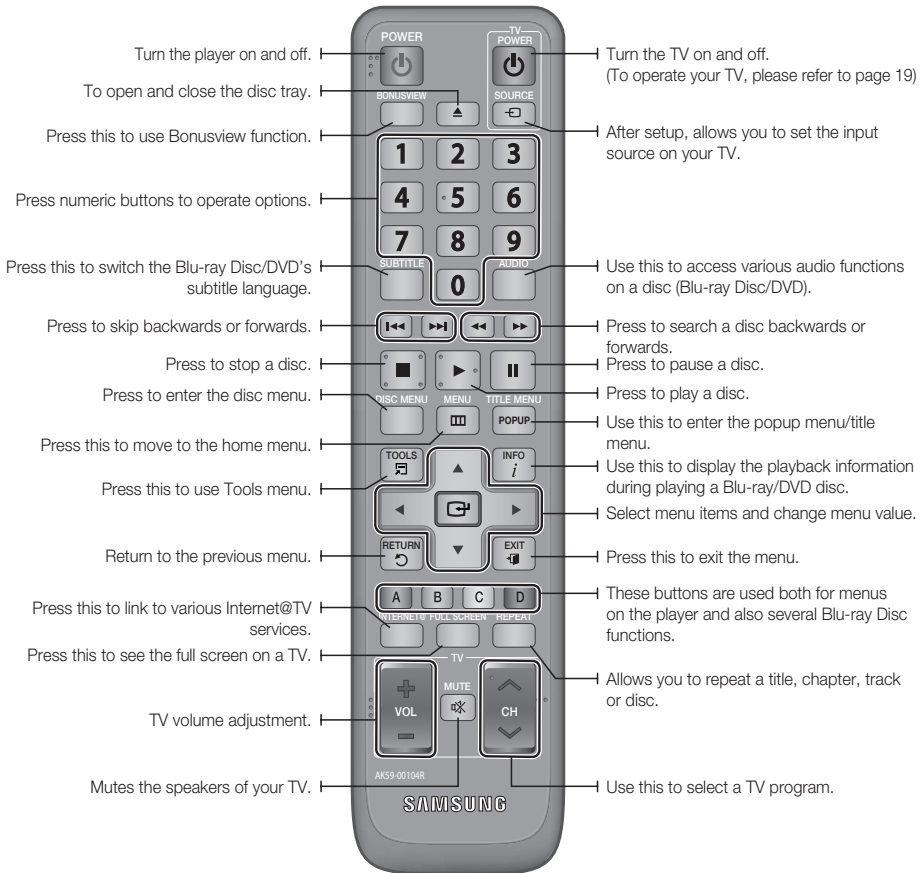 POWER
TV
POWER
Turn the player on and off.
Turn the TV on and off.
(To operate your TV, please refer to page 19)
To open and close the disc tray.
BONUSVIEW
SOURCE
Press this to use Bonusview function.
After setup, allows you to set the input
source on your TV.
1 2 3
4 5 6
7 8 9
0
Press numeric buttons to operate options.
SUBTITLE
AUDIO
Press this to switch the Blu-ray Disc/DVD's
subtitle language.
Use this to access various audio functions
on a disc (Blu-ray Disc/DVD).
Press to skip backwards or forwards.
Press to search a disc backwards or
forwards.
Press to stop a disc.
Press to pause a disc.
Press to play a disc.
Press to enter the disc menu.
DISC MENU MENU TITLE MENU
POPUP
Use this to enter the popup menu/title
menu.
Press this to move to the home menu.
TOOLS
INFO
i
Use this to display the playback information
during playing a Blu-ray/DVD disc.
Press this to use Tools menu.
Select menu items and change menu value.
RETURN
EXIT
Return to the previous menu.
Press this to exit the menu.
A B C D
These buttons are used both for menus
on the player and also several Blu-ray Disc
functions.
Press this to link to various Internet@TV
services.
INTERNET@ FULL SCREEN REPEAT
Press this to see the full screen on a TV.
Allows you to repeat a title, chapter, track
or disc.
TV
VOL
MUTE
CH
TV volume adjustment.
Mutes the speakers of your TV.
Use this to select a TV program.
AK59-00104R
SAMSUNG